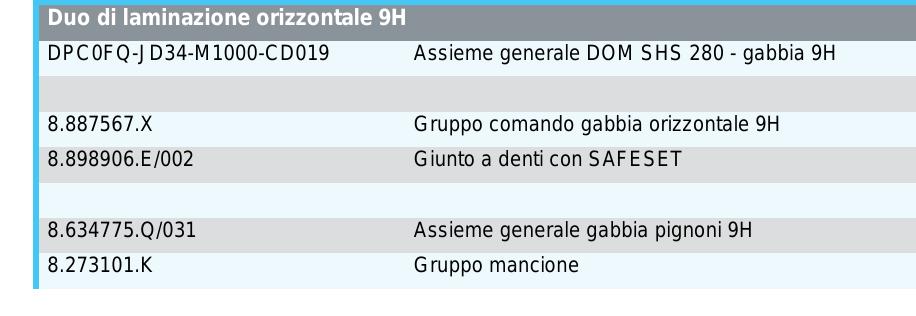 Duo di laminazione orizzontale 9H
DPC0FQ-JD34-M1000-CD019 Assieme generale DOM SHS 280 - gabbia 9H
8.887567.X Gruppo comando gabbia orizzontale 9H
8.898906.E/002 Giunto a denti con SAFESET
8.634775.Q/031 Assieme generale gabbia pignoni 9H
8.273101.K Gruppo mancione